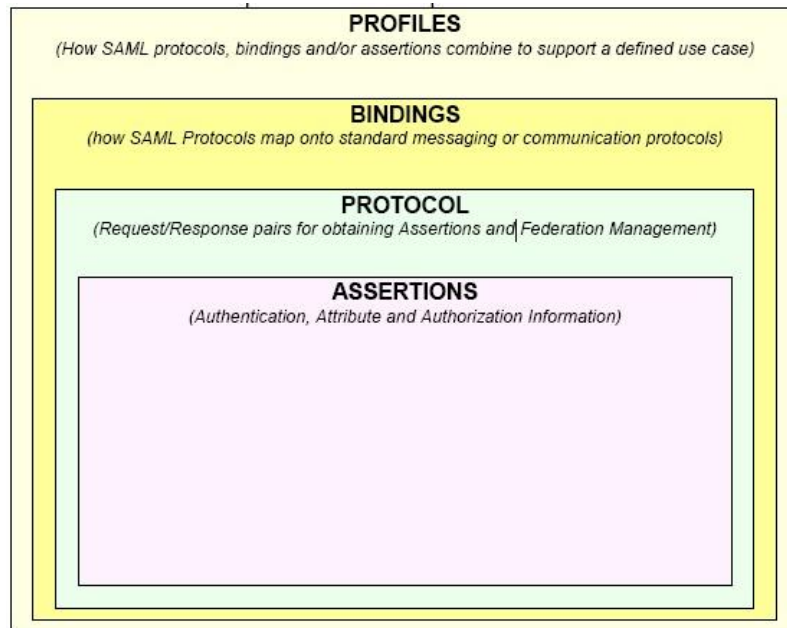 PROFILES
(How SAML protocols, bindings and/or assertions combine to support a defined use case)
BINDINGS
(how SAML Protocols map onto standard messaging or communication protocols)
PROTOCOL
(Request/Response pairs for obtaining Assertions and Federation Management)
ASSERTIONS
(Authentication, Attribute and Authorization Information)